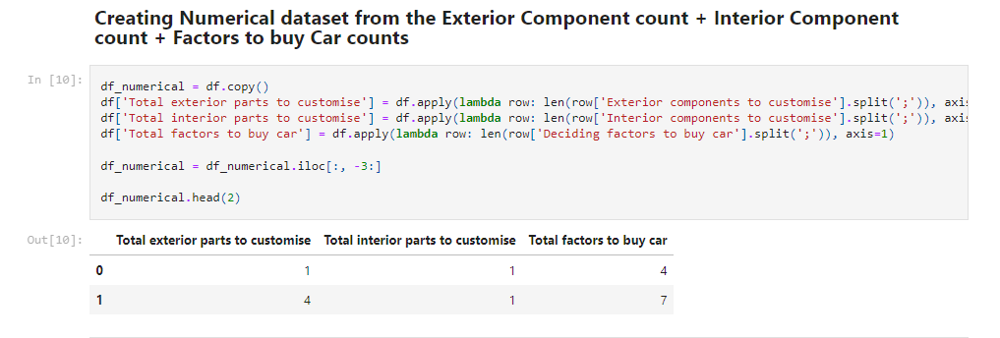 Creating Numerical dataset from the Exterior Component count + Interior Component
count + Factors to buy Car counts
In [10]:
df_numerical = df.copy()
df['Total exterior parts to customise'] = df.apply(lambda row: len(row['Exterior components to customise'].split(';')), axi
df['Total interior parts to customise'] = df.apply(lambda row: len(row['Interior components to customise'].split(';')), axi
df['Total factors to buy car'] = df.apply(lambda row: len(row['Deciding factors to buy car'].split(';')), axis=1)
df_numerical = df_numerical.iloc[:, -3:]
df_numerical.head(2)
Out[10]:
Total exterior parts to customise Total interior parts to customise Total factors to buy car
0 1 1 4
1 4 1 7